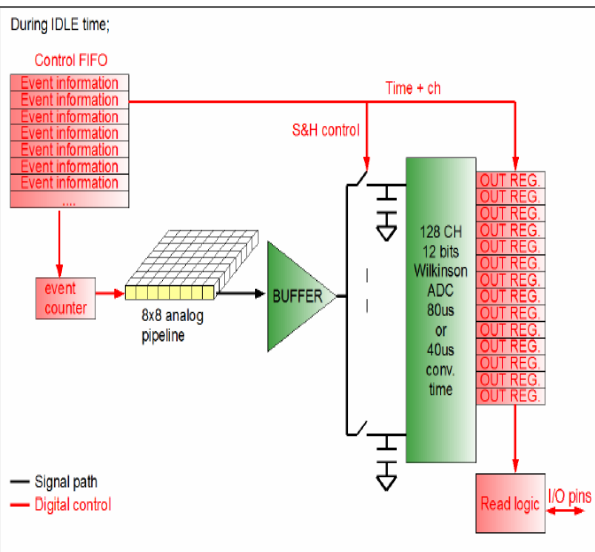 During IDLE time;
Control FIFO
Event information
Event information
Event information
Event information
Event information
Event information
Event information
....
Time + ch
S&H control
event
counter
8x8 analog
pipeline
BUFFER
128 CH
12 bits
Wilkinson
ADC
80us
or
40us
conv.
time
OUT REG.
OUT REG.
OUT REG.
OUT REG.
OUT REG.
OUT REG.
OUT REG.
OUT REG.
OUT REG.
OUT REG.
OUT REG.
OUT REG.
OUT REG.
OUT REG.
Signal path
Digital control
Read logic
I/O pins